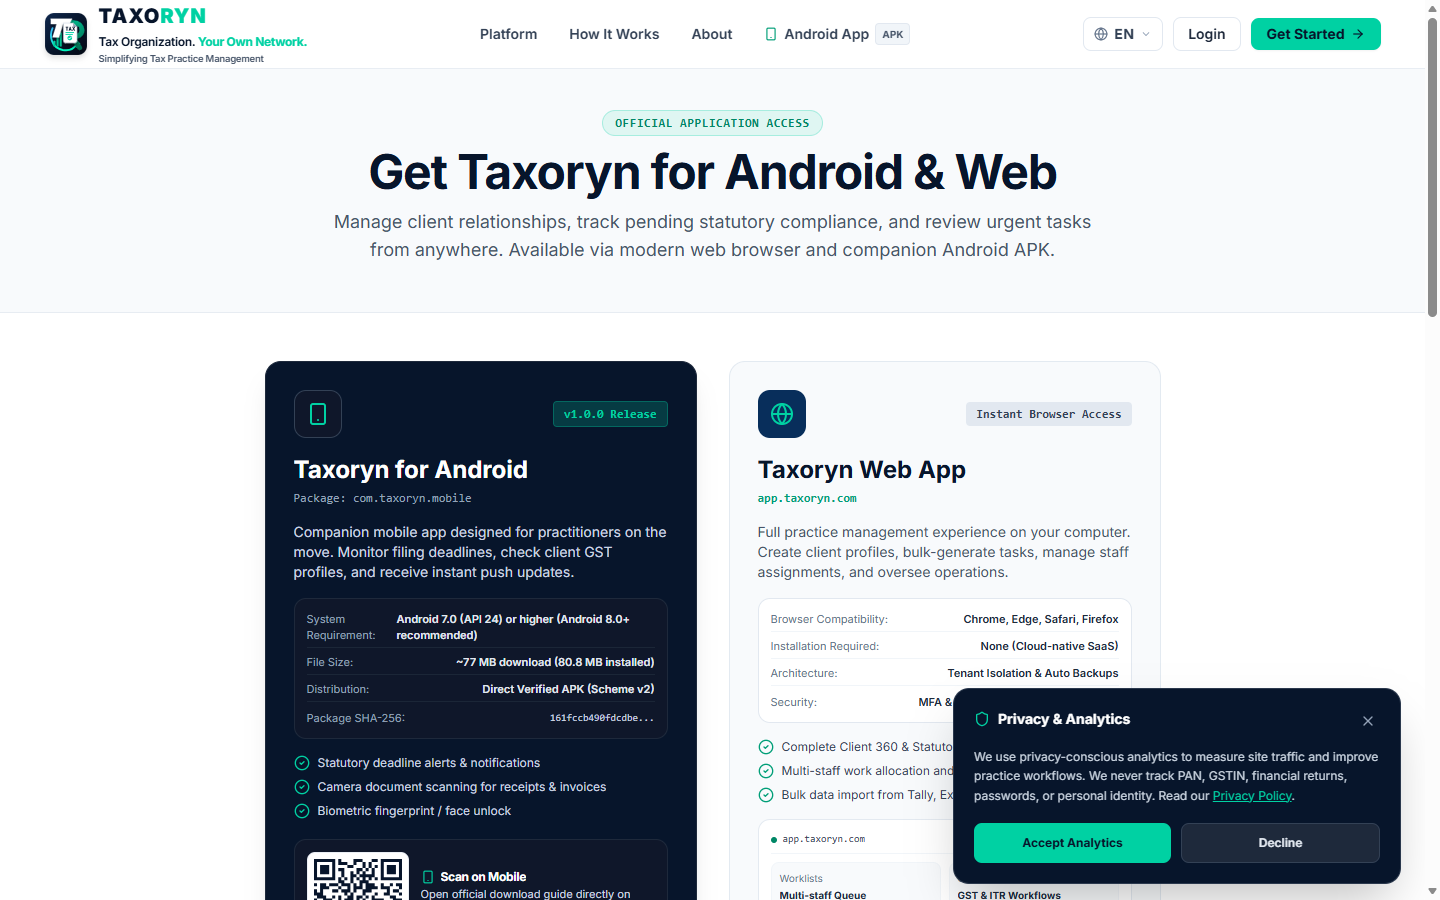 TAXORYN
Tax Organization. Your Own Network.
Simplifying Tax Practice Management
Platform
How It Works
About
Android App APK
EN
Login
Get Started
OFFICIAL APPLICATION ACCESS
Get Taxoryn for Android & Web
Manage client relationships, track pending statutory compliance, and review urgent tasks
from anywhere. Available via modern web browser and companion Android APK.
v1.0.0 Release
Taxoryn for Android
Package: com.taxoryn.mobile
Companion mobile app designed for practitioners on the
move. Monitor filing deadlines, check client GST
profiles, and receive instant push updates.
System Requirement: Android 7.0 (API 24) or higher (Android 8.0+ recommended)
File Size: ~77 MB download (80.8 MB installed)
Distribution: Direct Verified APK (Scheme v2)
Package SHA-256: 161fccb490fdcdbe...
Statutory deadline alerts & notifications
Camera document scanning for receipts & invoices
Biometric fingerprint / face unlock
Scan on Mobile
Open official download guide directly on
Instant Browser Access
Taxoryn Web App
app.taxoryn.com
Full practice management experience on your computer.
Create client profiles, bulk-generate tasks, manage staff
assignments, and oversee operations.
Browser Compatibility: Chrome, Edge, Safari, Firefox
Installation Required: None (Cloud-native SaaS)
Architecture: Tenant Isolation & Auto Backups
Security: MFA &
Complete Client 360 & Statuto
Multi-staff work allocation and
Bulk data import from Tally, Ex
app.taxoryn.com
Worklists
Multi-staff Queue
GST & ITR Workflows
Privacy & Analytics
We use privacy-conscious analytics to measure site traffic and improve
practice workflows. We never track PAN, GSTIN, financial returns,
passwords, or personal identity. Read our Privacy Policy.
Accept Analytics
Decline